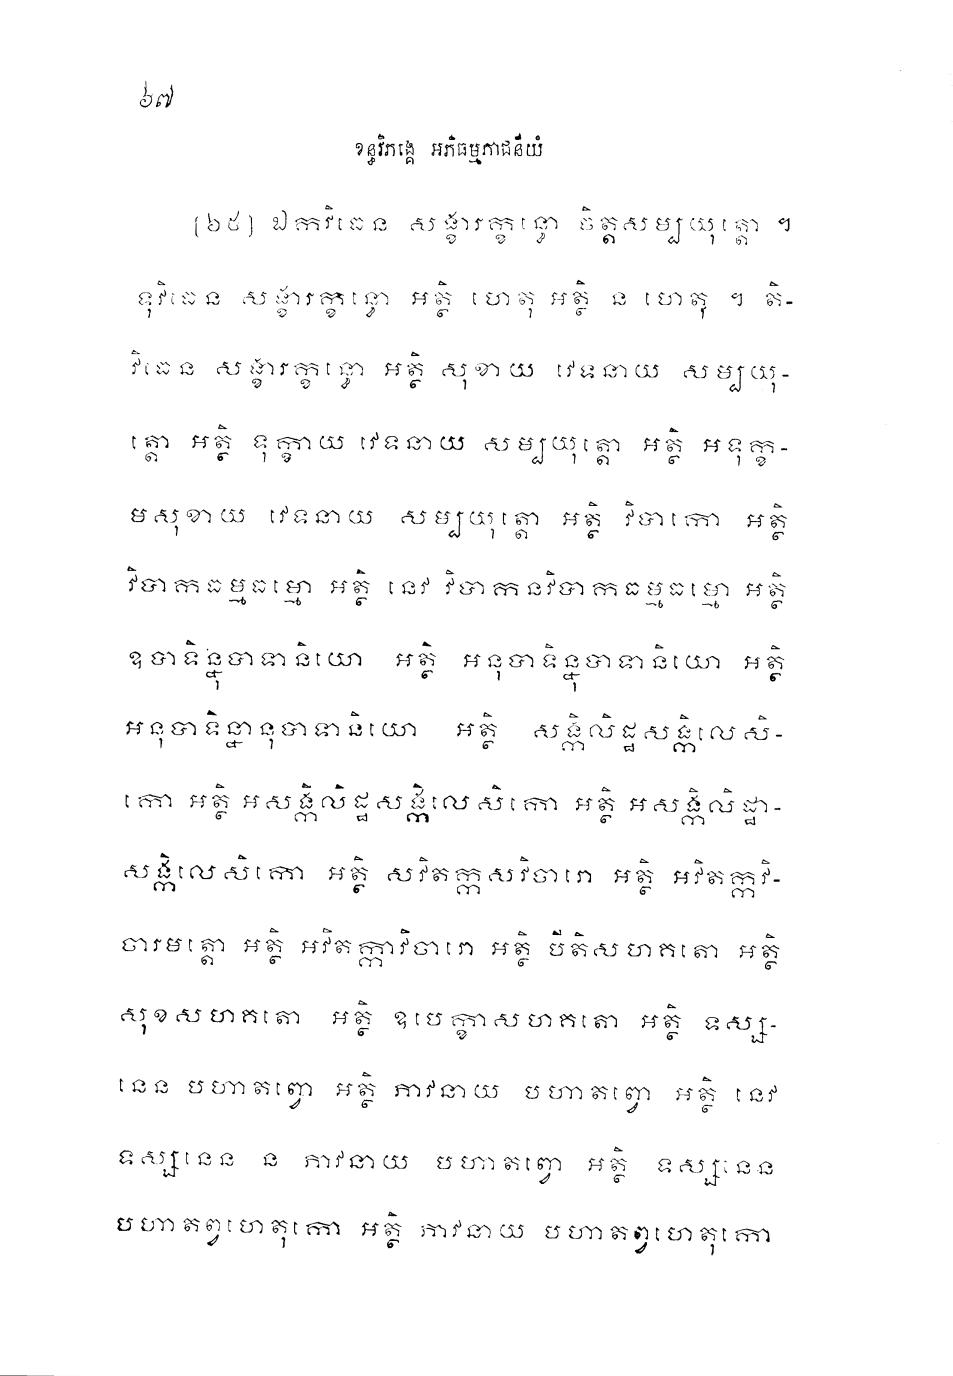 ៦៧
ខន្ធវិភង្គេ អភិធម្មភាជនីយំ
[៦៥] ឯកវិធេន សង្ខារក្ខន្ធោ ចិត្តសម្បយុត្តោ ។
ទុវិធេន សង្ខារក្ខន្ធោ អត្ថិ ហេតុ អត្ថិ ន ហេតុ ។ តិ-
វិធេន សង្ខារក្ខន្ធោ អត្ថិ សុខាយ វេទនាយ សម្បយុ-
ត្តោ អត្ថិ ទុក្ខាយ វេទនាយ សម្បយុត្តោ អត្ថិ អទុក្ខ-
មសុខាយ វេទនាយ សម្បយុត្តោ អត្ថិ វិបាកោ អត្ថិ
វិបាកធម្មធម្មោ អត្ថិ នេវ វិបាកនវិបាកធម្មធម្មោ អត្ថិ
ឧបាទិន្នុបាទានិយោ អត្ថិ អនុបាទិន្នុបាទានិយោ អត្ថិ
អនុបាទិន្នានុបាទានិយោ អត្ថិ សង្កិលិដ្ឋសង្កិលេសិ-
កោ អត្ថិ អសង្កិលិដ្ឋសង្កិលេសិកោ អត្ថិ អសង្កិលិដ្ឋា-
សង្កិលេសិកោ អត្ថិ សវិតក្កសវិចារោ អត្ថិ អវិតក្កវិ-
ចារមត្តោ អត្ថិ អវិតក្កាវិចារោ អត្ថិ បីតិសហគតោ អត្ថិ
សុខសហគតោ អត្ថិ ឧបេក្ខាសហគតោ អត្ថិ ទស្ស-
នេន បហាតព្វោ អត្ថិ ភាវនាយ បហាតព្វោ អត្ថិ នេវ
ទស្សនេន ន ភាវនាយ បហាតព្វោ អត្ថិ ទស្សនេន
បហាតព្វហេតុកោ អត្ថិ ភាវនាយ បហាតព្វហេតុកោ